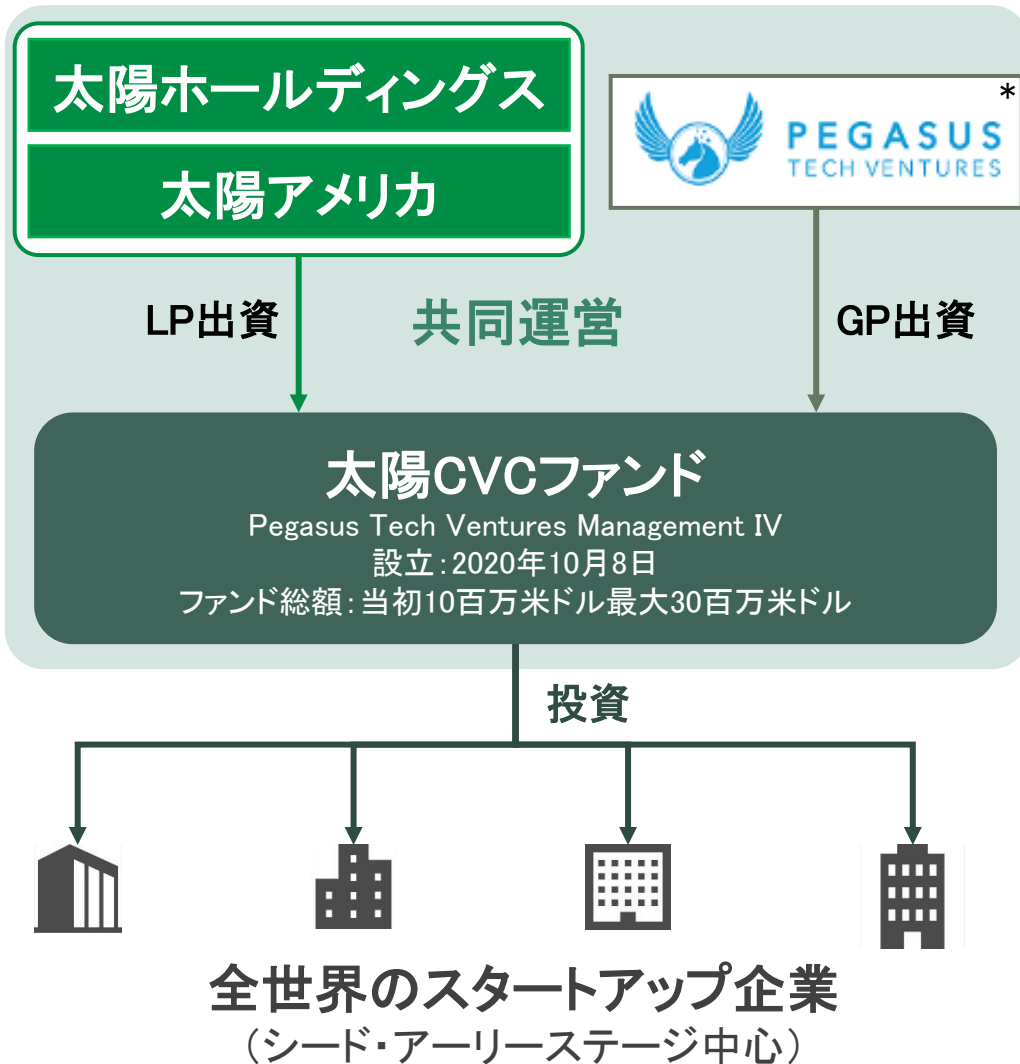 太陽ホールディングス
太陽アメリカ
*
PEGASUS
TECH VENTURES
LP出資
共同運営
GP出資
太陽CVCファンド
Pegasus Tech Ventures Management IV
設立：2020年10月8日
ファンド総額：当初10百万米ドル最大30百万米ドル
投資
全世界のスタートアップ企業
（シード・アーリーステージ中心）